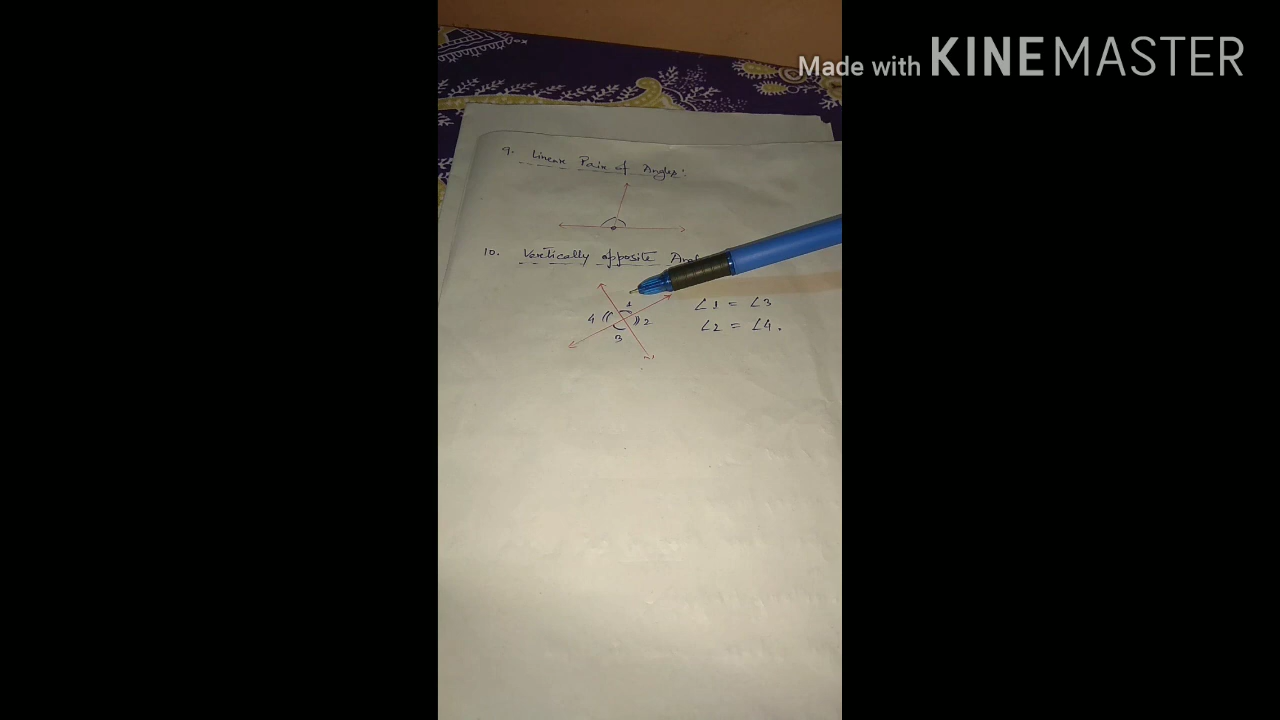 Made with KINEMASTER
9. Linear Pair of Angles:
10. Vertically opposite
1
4 2
3
∠1 = ∠3
∠2 = ∠4.